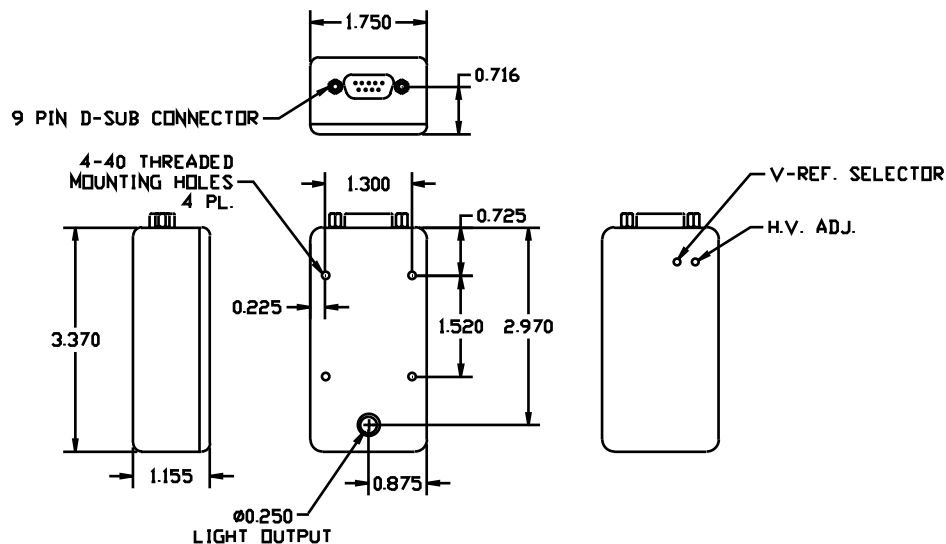 1.750
0.716
9 PIN D-SUB CONNECTOR
4-40 THREADED
MOUNTING HOLES
4 PL.
1.300
V-REF. SELECTOR
0.725
H.V. ADJ.
0.225
3.370
1.520
2.970
1.155
0.875
Ø0.250
LIGHT OUTPUT